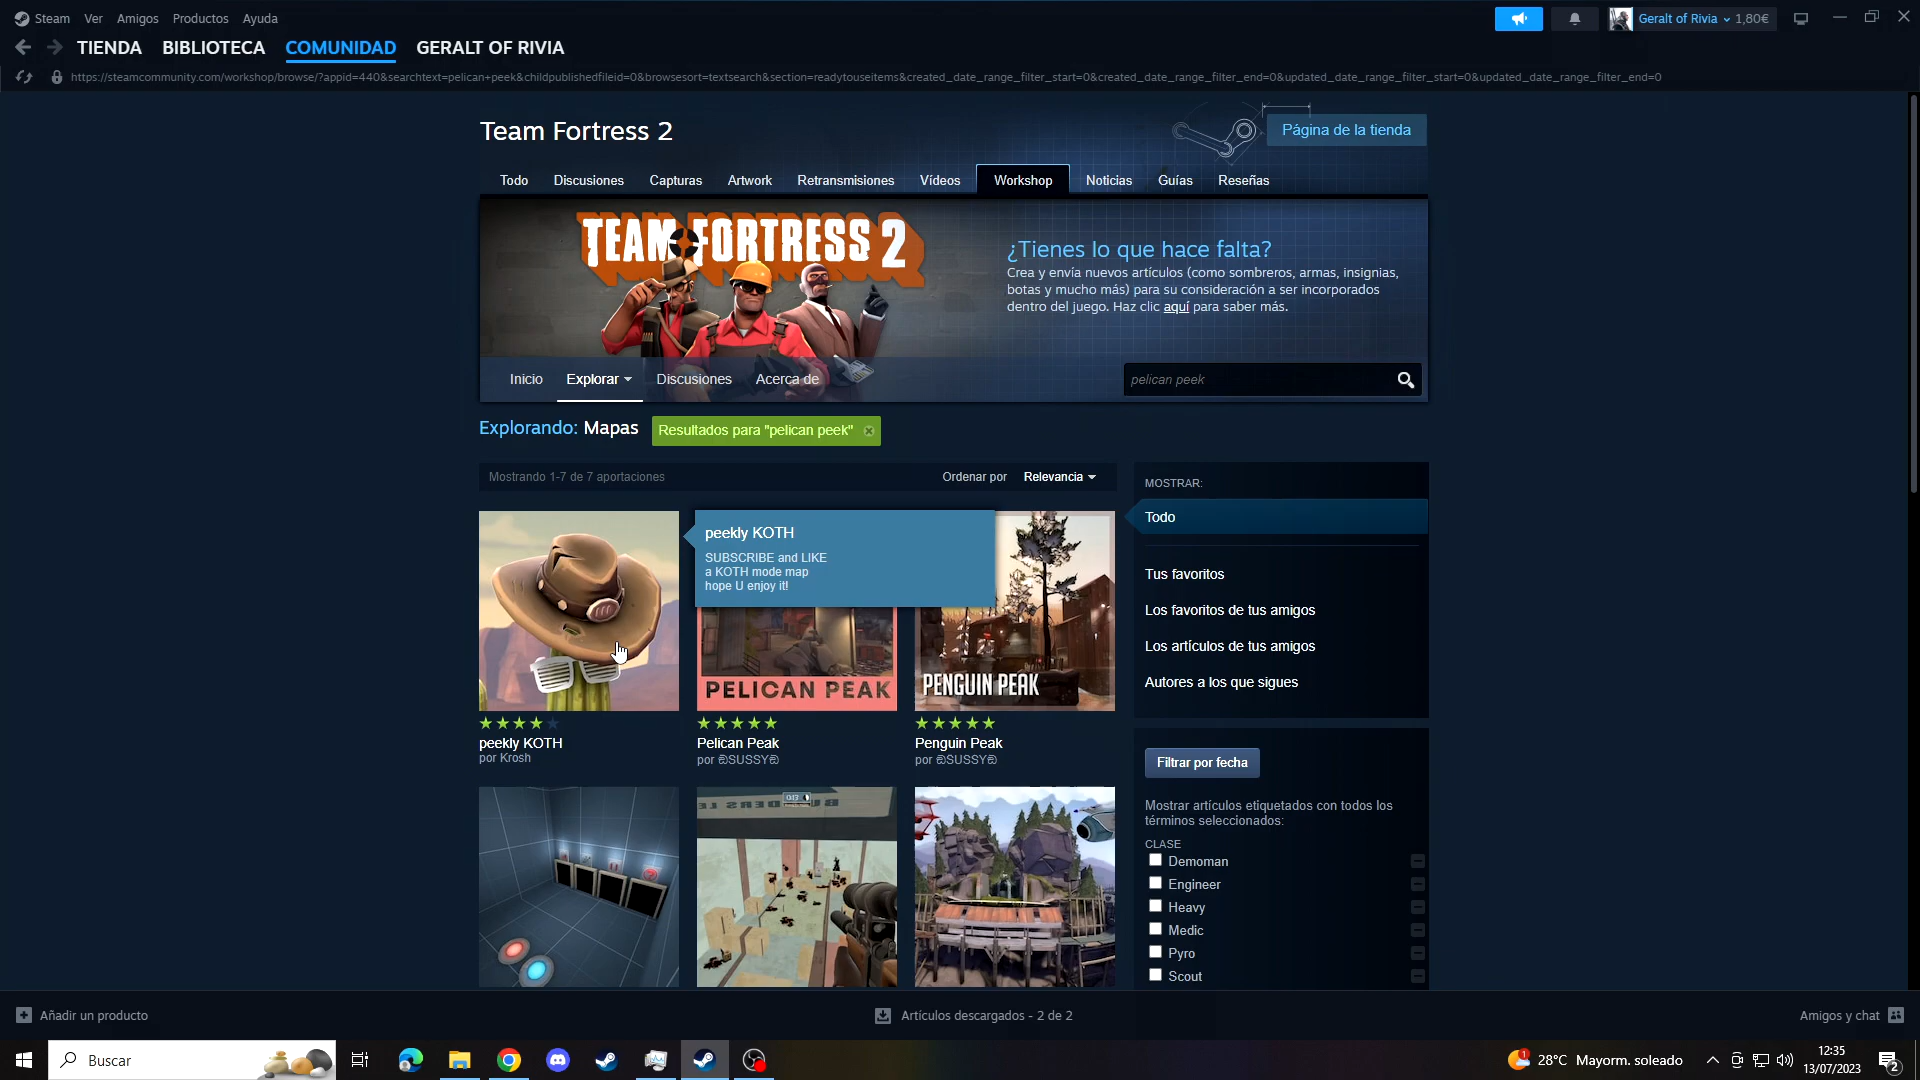 Steam Ver Amigos Productos Ayuda
Geralt of Rivia 1,80€
TIENDA BIBLIOTECA COMUNIDAD GERALT OF RIVIA
https://steamcommunity.com/workshop/browse/?appid=440&searchtext=pelican+peek&childpublishedfileid=0&browsesort=textsearch&section=readytouseitems&created_date_range_filter_start=0&created_date_range_filter_end=0&updated_date_range_filter_start=0&updated_date_range_filter_end=0
Team Fortress 2
Página de la tienda
Todo Discusiones Capturas Artwork Retransmisiones Vídeos Workshop Noticias Guías Reseñas
TEAM FORTRESS 2
¿Tienes lo que hace falta?
Crea y envía nuevos artículos (como sombreros, armas, insignias,
botas y mucho más) para su consideración a ser incorporados
dentro del juego. Haz clic aquí para saber más.
Inicio Explorar Discusiones Acerca de
pelican peek
Explorando: Mapas Resultados para "pelican peek"
Mostrando 1-7 de 7 aportaciones
Ordenar por Relevancia
peekly KOTH
SUBSCRIBE and LIKE
a KOTH mode map
hope U enjoy it!
PELICAN PEAK
PENGUIN PEAK
peekly KOTH
por Krosh
Pelican Peak
por ඞSUSSYඞ
Penguin Peak
por ඞSUSSYඞ
MOSTRAR:
Todo
Tus favoritos
Los favoritos de tus amigos
Los artículos de tus amigos
Autores a los que sigues
Filtrar por fecha
Mostrar artículos etiquetados con todos los
términos seleccionados:
CLASE
Demoman
Engineer
Heavy
Medic
Pyro
Scout
Añadir un producto
Artículos descargados - 2 de 2
Amigos y chat
Buscar
1
28°C Mayorm. soleado
12:35
13/07/2023
2